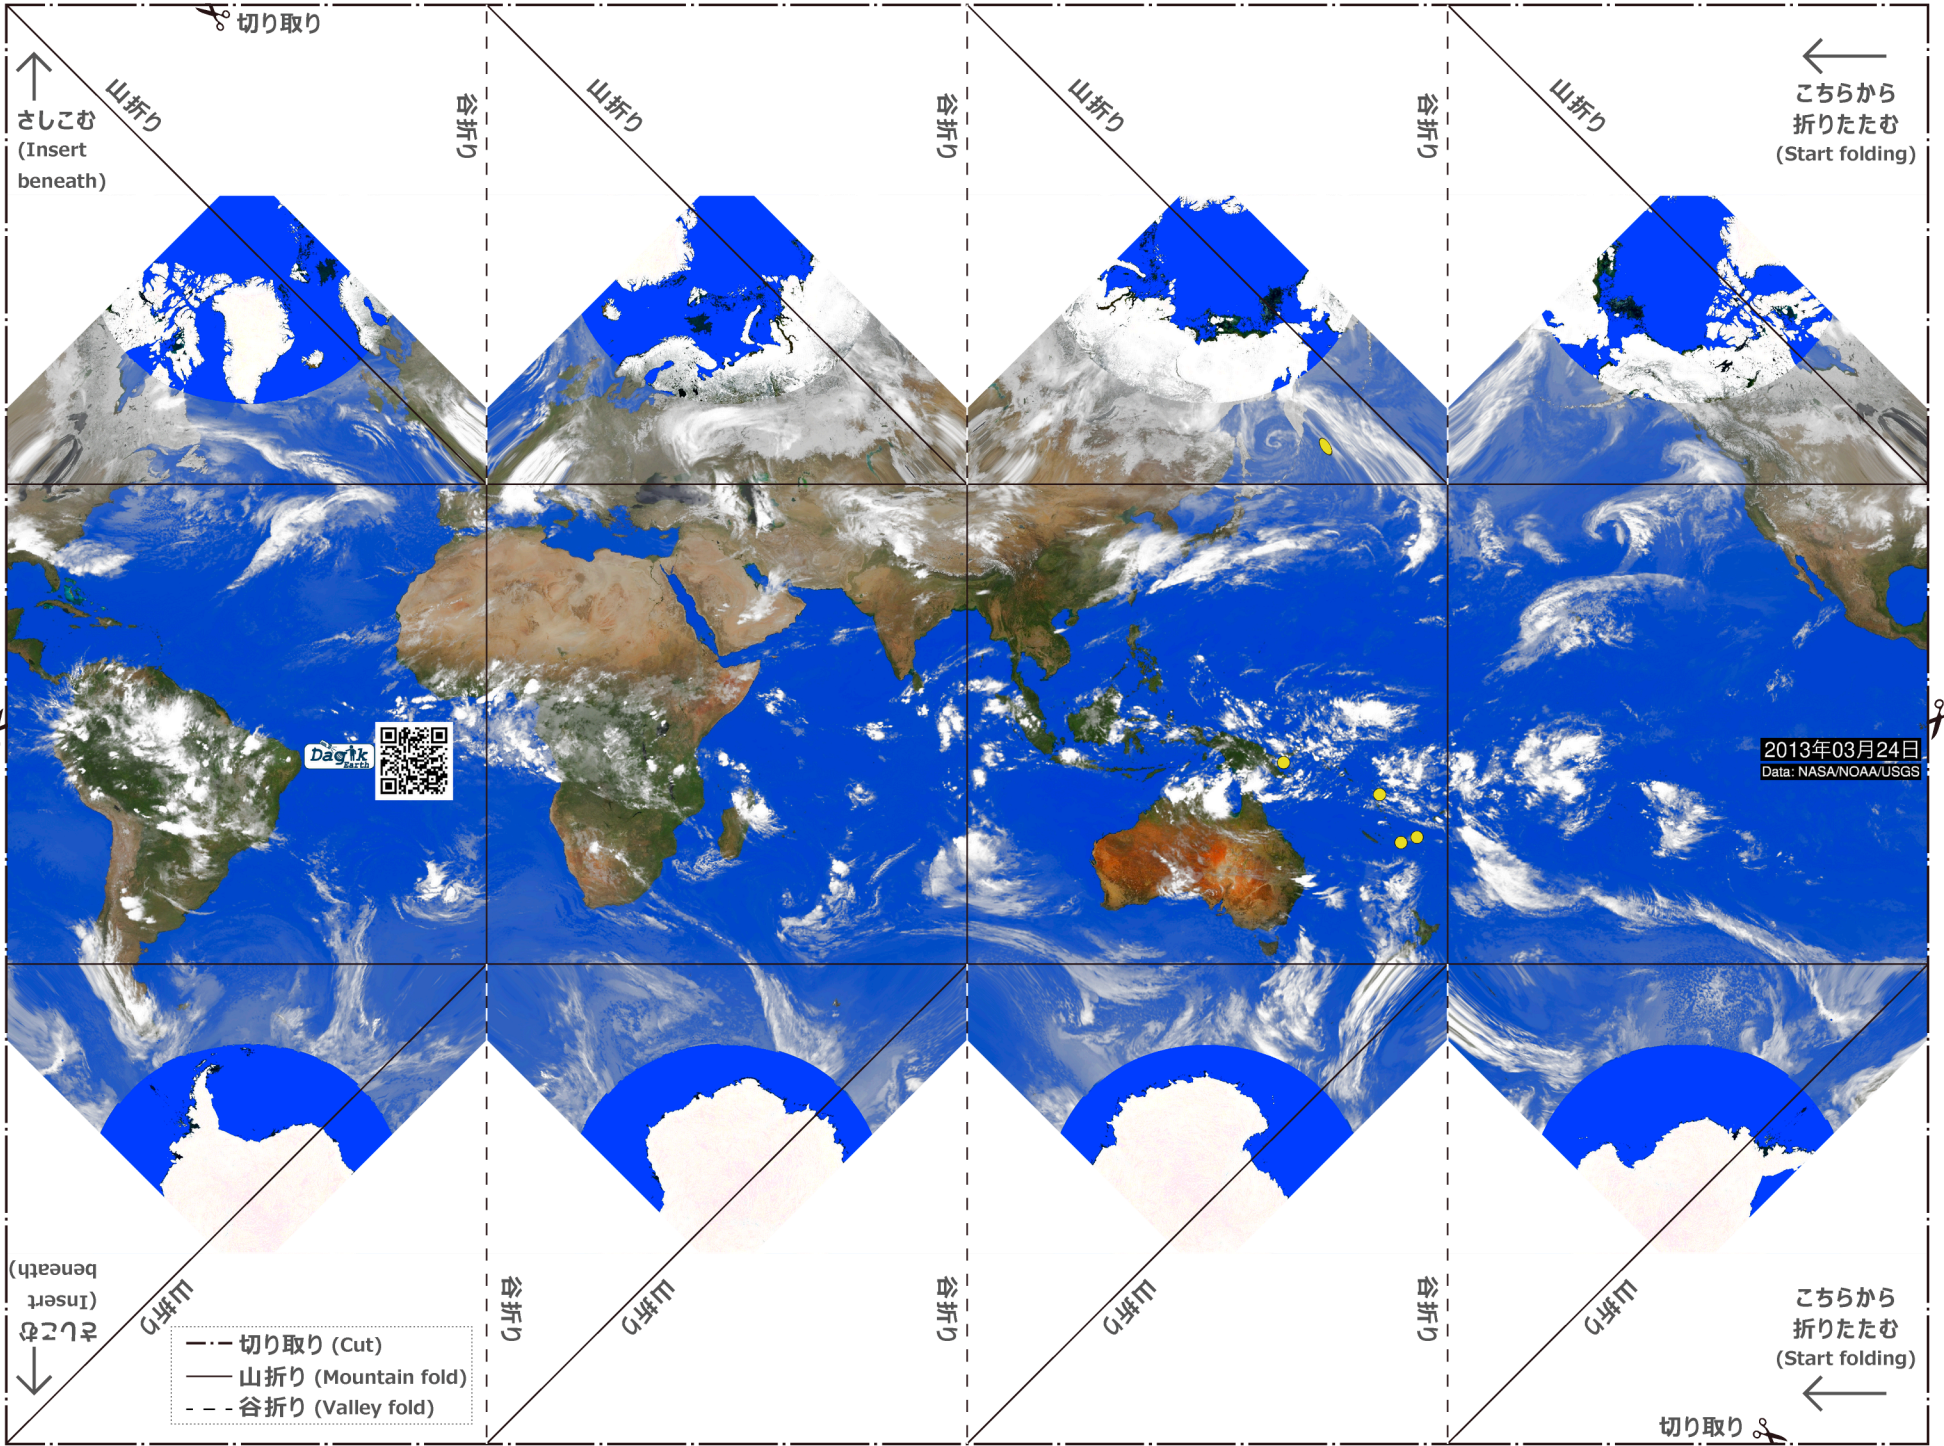 切り取り
山折り
谷折り
山折り
谷折り
山折り
谷折り
山折り
さしこむ
(Insert
beneath)
こちらから
折りたたむ
(Start folding)
Dagik
Earth
2013年03月24日
Data: NASA/NOAA/USGS
さしこむ
(Insert
beneath)
山折り
谷折り
山折り
谷折り
山折り
谷折り
山折り
切り取り (Cut)
山折り (Mountain fold)
谷折り (Valley fold)
こちらから
折りたたむ
(Start folding)
切り取り